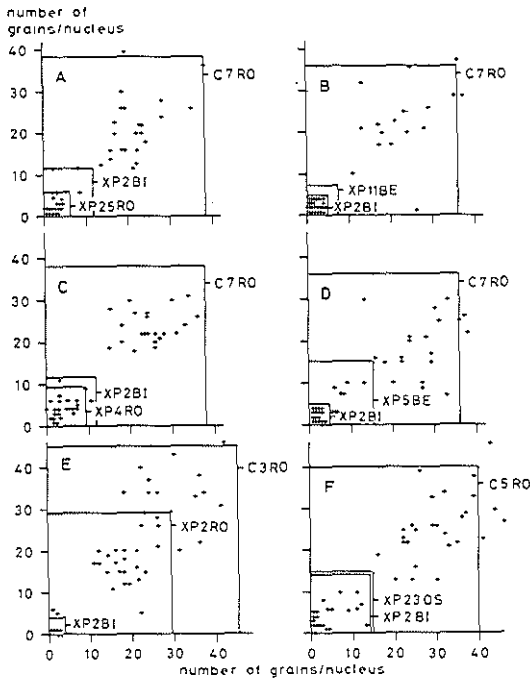 number of
grains/nucleus
40
30
20
10
0
A
C7RO
XP2BI
XP25RO
B
C7RO
XP11BE
XP2BI
40
30
20
10
0
C
C7RO
XP2BI
XP4RO
D
C7RO
XP5BE
XP2BI
40
30
20
10
0
E
C3RO
XP2RO
XP2BI
F
C5RO
XP23OS
XP2BI
0 10 20 30 40
0 10 20 30 40
number of grains/nucleus